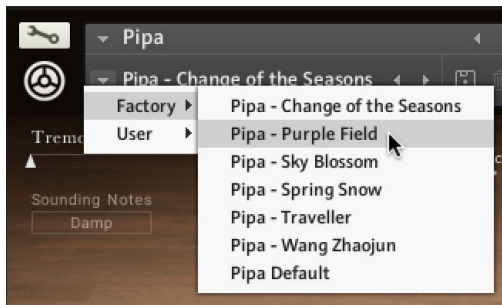 Pipa
Pipa - Change of the Seasons
Factory
User
Pipa - Change of the Seasons
Pipa - Purple Field
Pipa - Sky Blossom
Pipa - Spring Snow
Pipa - Traveller
Pipa - Wang Zhaojun
Pipa Default
Sounding Notes
Damp